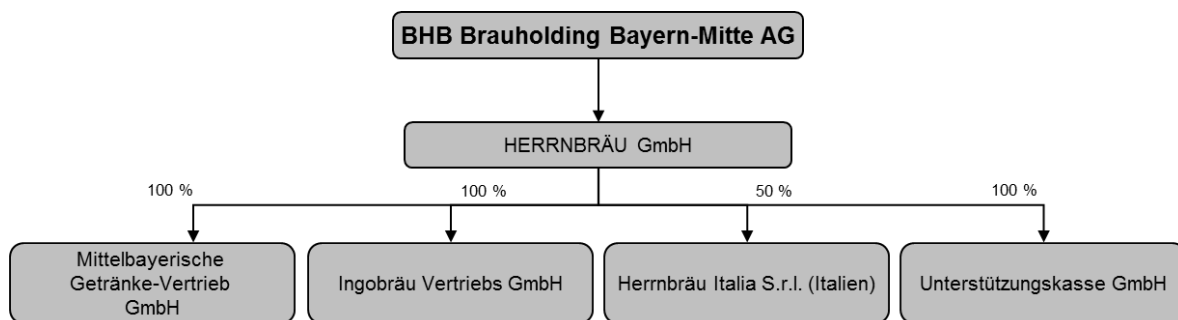 BHB Brauholding Bayern-Mitte AG
HERRNBRÄU GmbH
100 %
100 %
50 %
100 %
Mittelbayerische
Getränke-Vertrieb
GmbH
Ingobräu Vertriebs GmbH
Herrnbräu Italia S.r.l. (Italien)
Unterstützungskasse GmbH